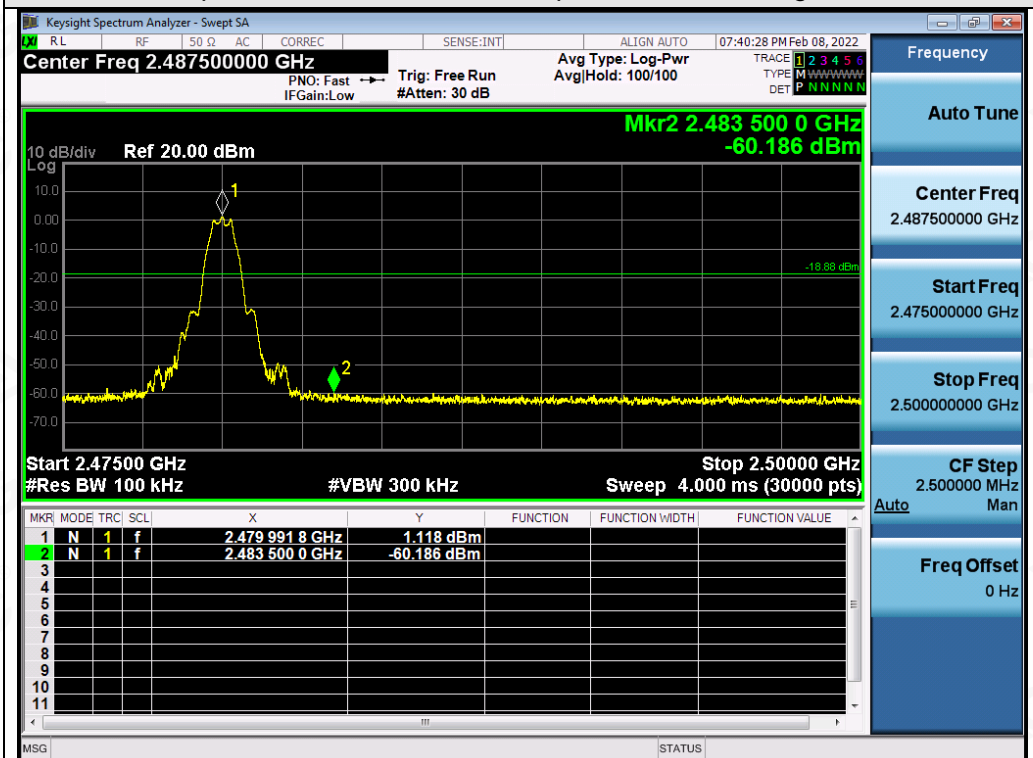 Keysight Spectrum Analyzer - Swept SA
LXI RL RF 50 Ω AC CORREC SENSE:INT ALIGN AUTO 07:40:28 PM Feb 08, 2022
Center Freq 2.487500000 GHz
PNO: Fast
IFGain:Low
Trig: Free Run
#Atten: 30 dB
Avg Type: Log-Pwr
Avg|Hold: 100/100
TRACE 1 2 3 4 5 6
TYPE M W W W W W
DET P N N N N N
Mkr2 2.483 500 0 GHz
-60.186 dBm
10 dB/div
Log
Ref 20.00 dBm
10.0
0.00
-10.0
-20.0
-30.0
-40.0
-50.0
-60.0
-70.0
1
2
-18.88 dBm
Start 2.47500 GHz
Stop 2.50000 GHz
#Res BW 100 kHz
#VBW 300 kHz
Sweep 4.000 ms (30000 pts)
MKR MODE TRC SCL X Y FUNCTION FUNCTION WIDTH FUNCTION VALUE
1 N 1 f 2.479 991 8 GHz 1.118 dBm
2 N 1 f 2.483 500 0 GHz -60.186 dBm
3
4
5
6
7
8
9
10
11
MSG
STATUS
Frequency
Auto Tune
Center Freq
2.487500000 GHz
Start Freq
2.475000000 GHz
Stop Freq
2.500000000 GHz
CF Step
2.500000 MHz
Auto Man
Freq Offset
0 Hz